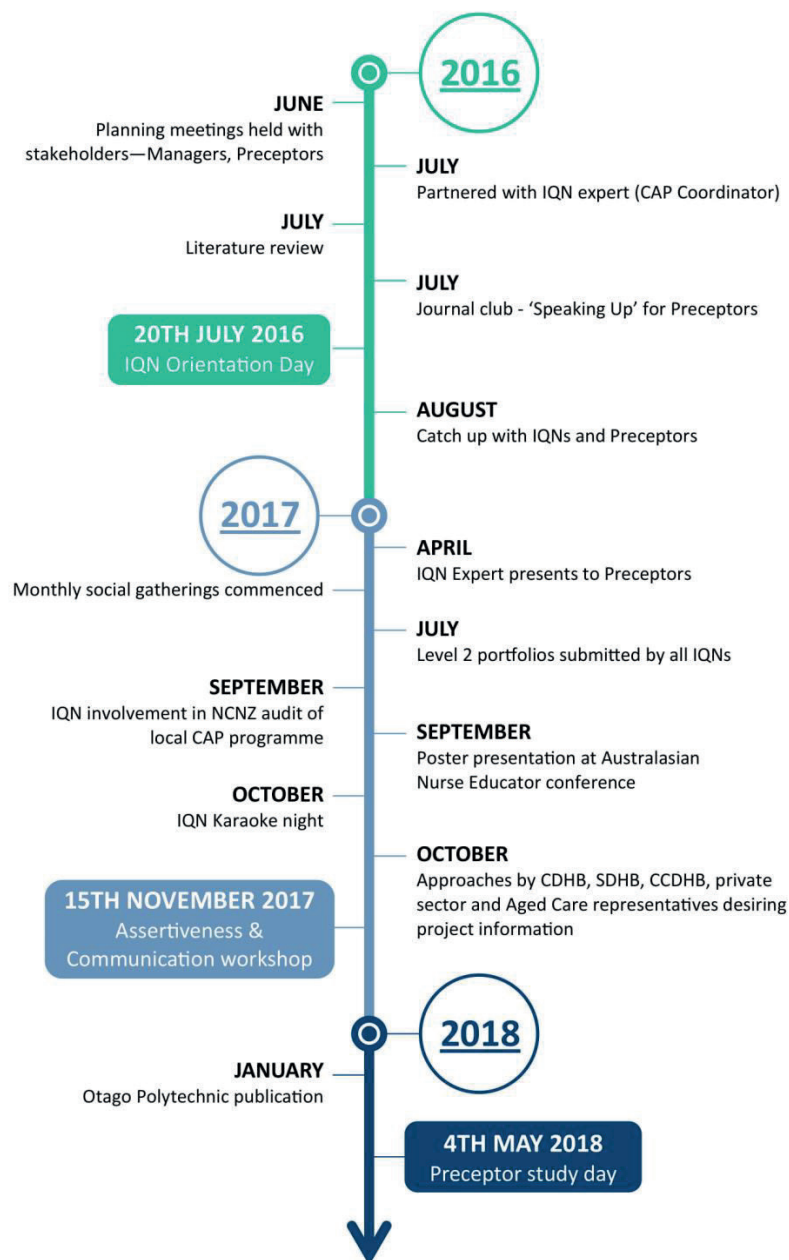 2016
JUNE
Planning meetings held with
stakeholders—Managers, Preceptors
JULY
Partnered with IQN expert (CAP Coordinator)
JULY
Literature review
JULY
Journal club - ‘Speaking Up’ for Preceptors
20TH JULY 2016
IQN Orientation Day
AUGUST
Catch up with IQNs and Preceptors
2017
APRIL
IQN Expert presents to Preceptors
Monthly social gatherings commenced
JULY
Level 2 portfolios submitted by all IQNs
SEPTEMBER
IQN involvement in NCNZ audit of
local CAP programme
SEPTEMBER
Poster presentation at Australasian
Nurse Educator conference
OCTOBER
IQN Karaoke night
OCTOBER
Approaches by CDHB, SDHB, CCDHB, private
sector and Aged Care representatives desiring
project information
15TH NOVEMBER 2017
Assertiveness &
Communication workshop
2018
JANUARY
Otago Polytechnic publication
4TH MAY 2018
Preceptor study day